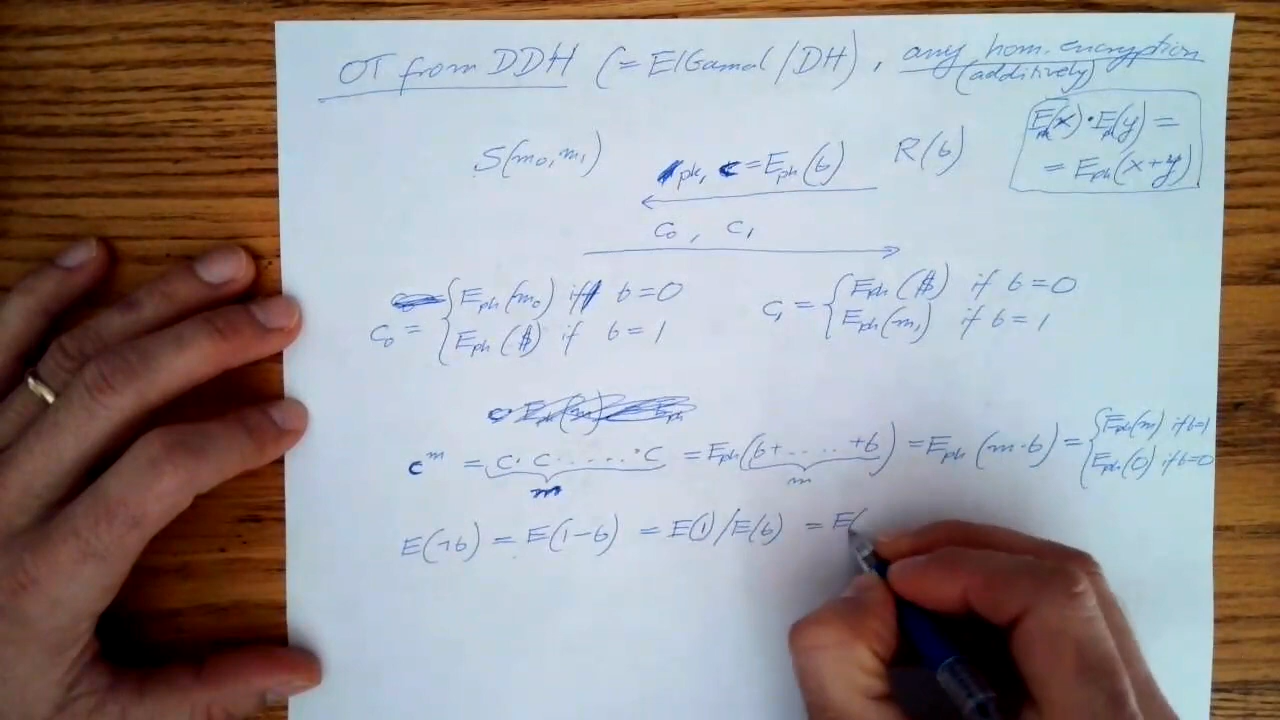 OT from DDH (= ElGamal/DH), any hom. encryption
(additively)
S(m₀, m₁)
pk, c = E_pk(b)
R(b)
E_pk(x) · E_pk(y) =
= E_pk(x+y)
c₀, c₁
c₀ = { E_pk(m₀) if b=0
E_pk($) if b=1
c₁ = { E_pk($) if b=0
E_pk(m₁) if b=1
c^m = c·c·.....·c = E_pk(b+.....+b) = E_pk(m·b) = { E_pk(m) if b=1
E_pk(0) if b=0
m
m
E(¬b) = E(1-b) = E(1)/E(b) = E(